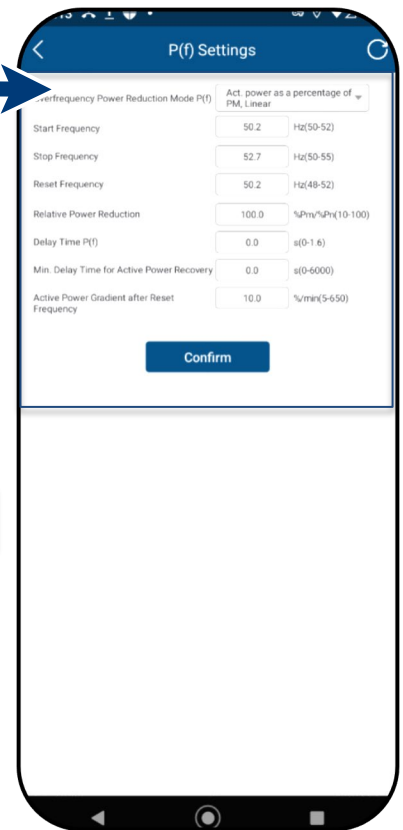 P(f) Settings
Overfrequency Power Reduction Mode P(f)
Act. power as a percentage of
PM, Linear
Start Frequency 50.2 Hz(50-52)
Stop Frequency 52.7 Hz(50-55)
Reset Frequency 50.2 Hz(48-52)
Relative Power Reduction 100.0 %Pm/%Pn(10-100)
Delay Time P(f) 0.0 s(0-1.6)
Min. Delay Time for Active Power Recovery 0.0 s(0-6000)
Active Power Gradient after Reset
Frequency
10.0 %/min(5-650)
Confirm